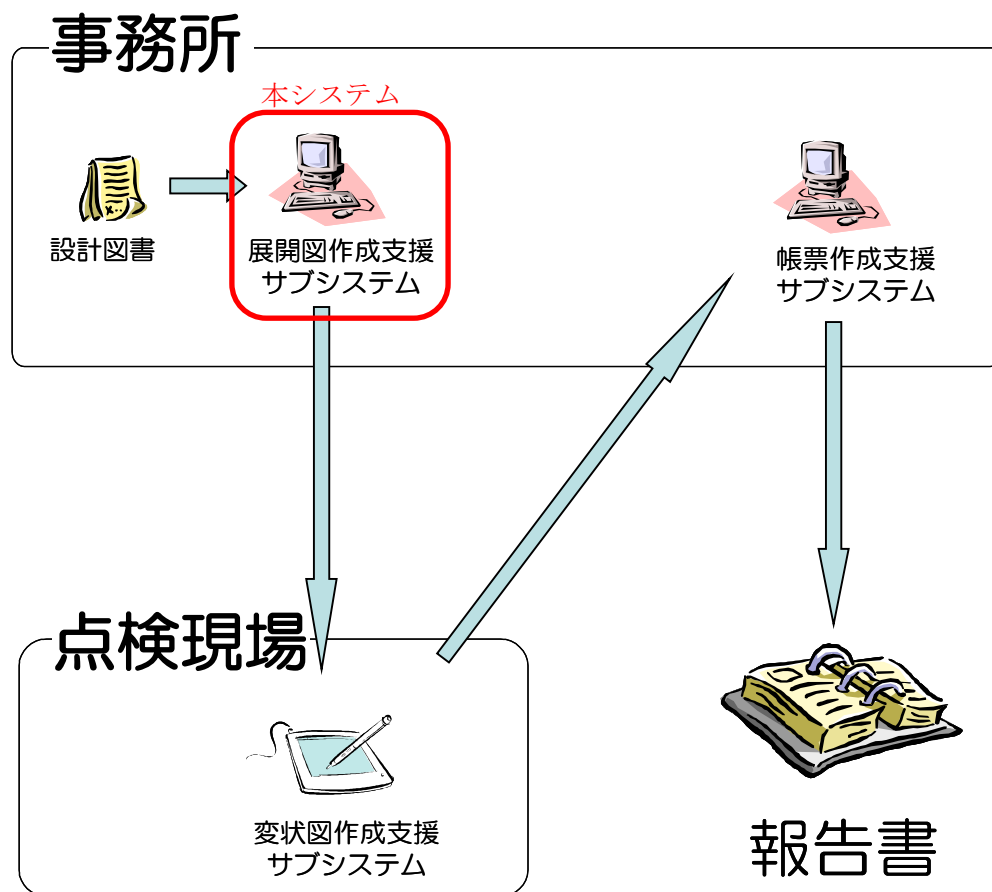 事務所
本システム
設計図書
展開図作成支援
サブシステム
帳票作成支援
サブシステム
点検現場
変状図作成支援
サブシステム
報告書